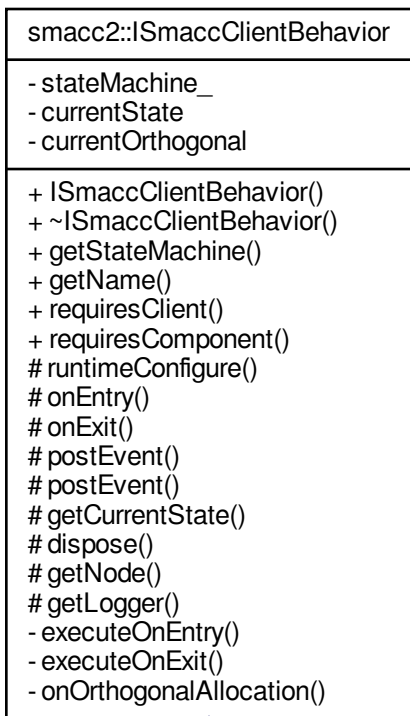 smacc2::ISmaccClientBehavior
- stateMachine_
- currentState
- currentOrthogonal
+ ISmaccClientBehavior()
+ ~ISmaccClientBehavior()
+ getStateMachine()
+ getName()
+ requiresClient()
+ requiresComponent()
# runtimeConfigure()
# onEntry()
# onExit()
# postEvent()
# postEvent()
# getCurrentState()
# dispose()
# getNode()
# getLogger()
- executeOnEntry()
- executeOnExit()
- onOrthogonalAllocation()